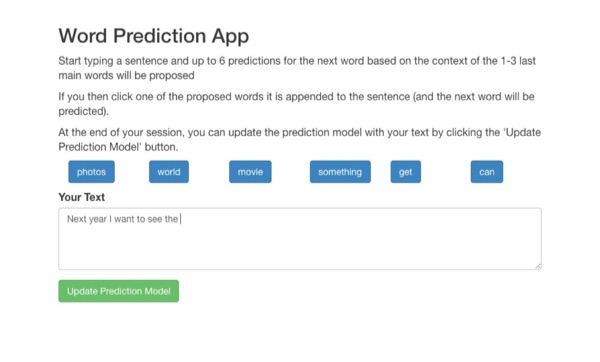 Word Prediction App
Start typing a sentence and up to 6 predictions for the next word based on the context of the 1-3 last
main words will be proposed
If you then click one of the proposed words it is appended to the sentence (and the next word will be
predicted).
At the end of your session, you can update the prediction model with your text by clicking the 'Update
Prediction Model' button.
photos world movie something get can
Your Text
Next year I want to see the
Update Prediction Model